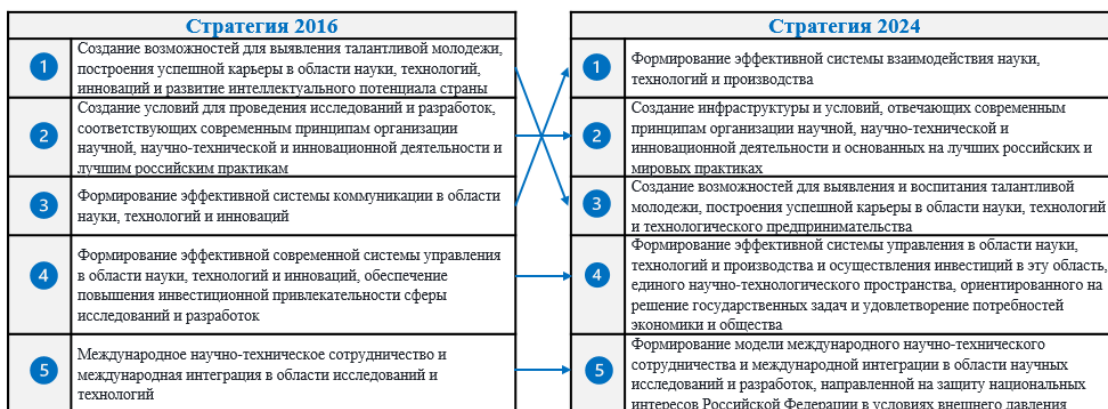 Стратегия 2016
1
Создание возможностей для выявления талантливой молодежи,
построения успешной карьеры в области науки, технологий,
инноваций и развитие интеллектуального потенциала страны
2
Создание условий для проведения исследований и разработок,
соответствующих современным принципам организации
научной, научно-технической и инновационной деятельности и
лучшим российским практикам
3
Формирование эффективной системы коммуникации в области
науки, технологий и инноваций
4
Формирование эффективной современной системы управления
в области науки, технологий и инноваций, обеспечение
повышения инвестиционной привлекательности сферы
исследований и разработок
5
Международное научно-техническое сотрудничество и
международная интеграция в области исследований и
технологий
Стратегия 2024
1
Формирование эффективной системы взаимодействия науки,
технологий и производства
2
Создание инфраструктуры и условий, отвечающих современным
принципам организации научной, научно-технической и
инновационной деятельности и основанных на лучших российских и
мировых практиках
3
Создание возможностей для выявления и воспитания талантливой
молодежи, построения успешной карьеры в области науки, технологий
и технологического предпринимательства
4
Формирование эффективной системы управления в области науки,
технологий и производства и осуществления инвестиций в эту область,
единого научно-технологического пространства, ориентированного на
решение государственных задач и удовлетворение потребностей
экономики и общества
5
Формирование модели международного научно-технического
сотрудничества и международной интеграции в области научных
исследований и разработок, направленной на защиту национальных
интересов Российской Федерации в условиях внешнего давления